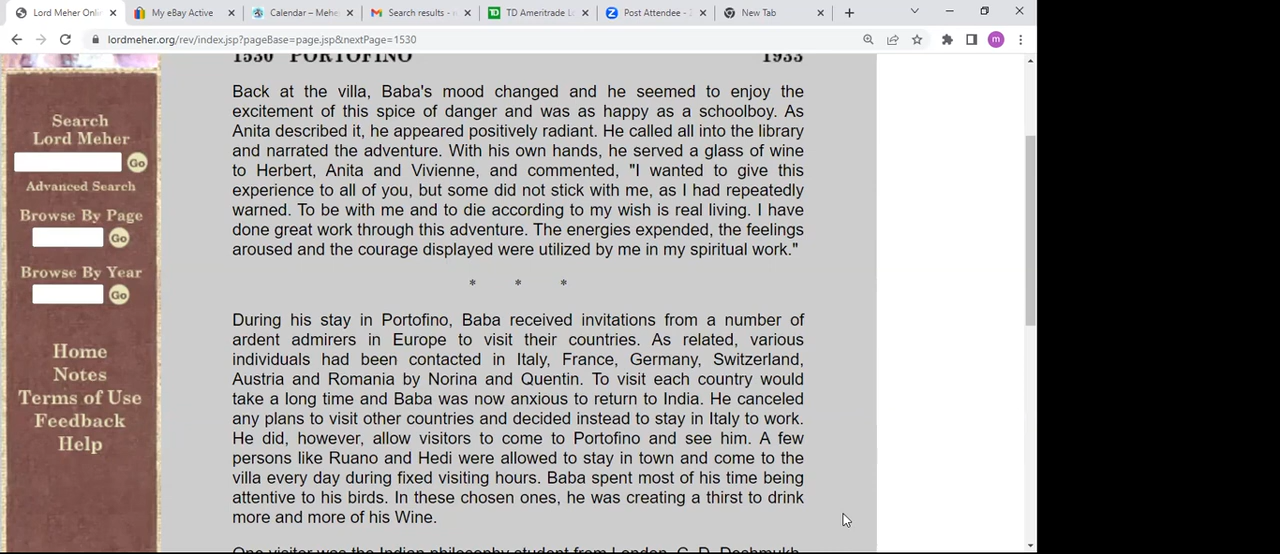 Lord Meher Onli
My eBay Active
Calendar – Mehe
Search results -
TD Ameritrade Lo
Post Attendee -
New Tab
lordmeher.org/rev/index.jsp?pageBase=page.jsp&nextPage=1530
m
1530 PORTOFINO 1933
Search
Lord Meher
Go
Advanced Search
Browse By Page
Go
Browse By Year
Go
Home
Notes
Terms of Use
Feedback
Help
Back at the villa, Baba's mood changed and he seemed to enjoy the
excitement of this spice of danger and was as happy as a schoolboy. As
Anita described it, he appeared positively radiant. He called all into the library
and narrated the adventure. With his own hands, he served a glass of wine
to Herbert, Anita and Vivienne, and commented, "I wanted to give this
experience to all of you, but some did not stick with me, as I had repeatedly
warned. To be with me and to die according to my wish is real living. I have
done great work through this adventure. The energies expended, the feelings
aroused and the courage displayed were utilized by me in my spiritual work."
* * *
During his stay in Portofino, Baba received invitations from a number of
ardent admirers in Europe to visit their countries. As related, various
individuals had been contacted in Italy, France, Germany, Switzerland,
Austria and Romania by Norina and Quentin. To visit each country would
take a long time and Baba was now anxious to return to India. He canceled
any plans to visit other countries and decided instead to stay in Italy to work.
He did, however, allow visitors to come to Portofino and see him. A few
persons like Ruano and Hedi were allowed to stay in town and come to the
villa every day during fixed visiting hours. Baba spent most of his time being
attentive to his birds. In these chosen ones, he was creating a thirst to drink
more and more of his Wine.
One visitor was the Indian philosophy student from London, C. D. Deshmukh,